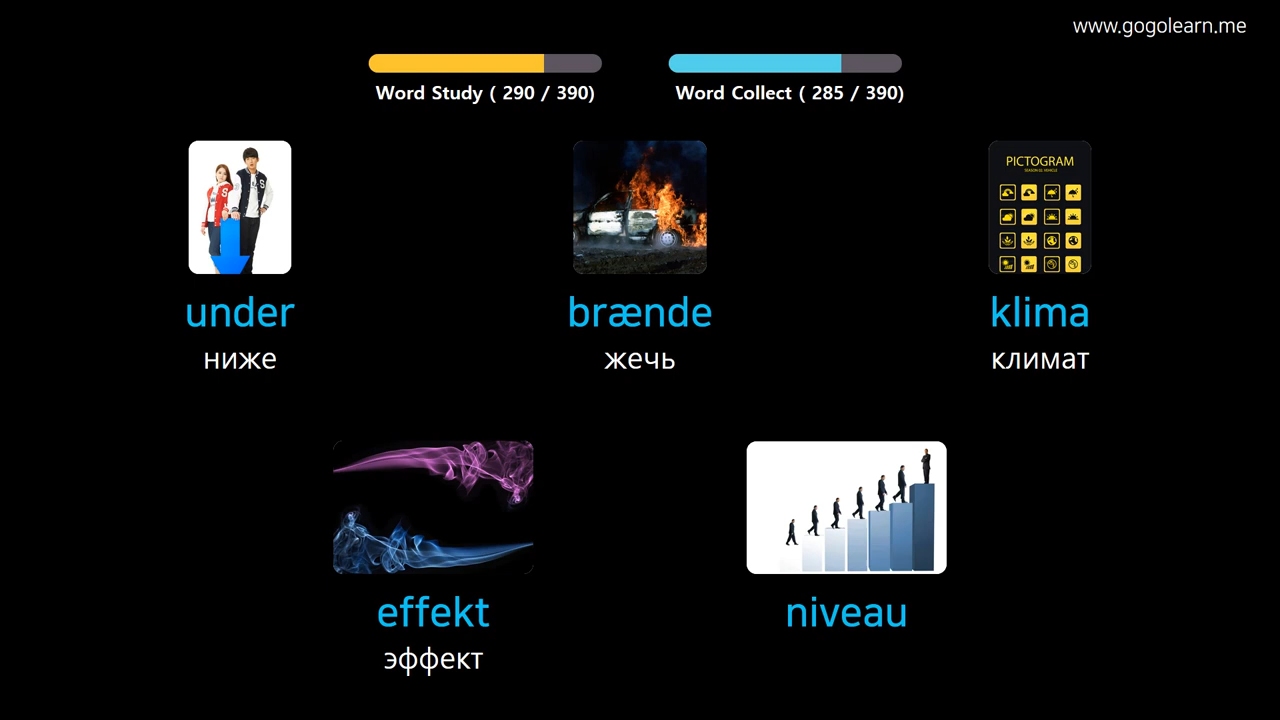 www.gogolearn.me
Word Study ( 290 / 390)
Word Collect ( 285 / 390)
PICTOGRAM
S
S
under
ниже
brænde
жечь
klima
климат
effekt
эффект
niveau